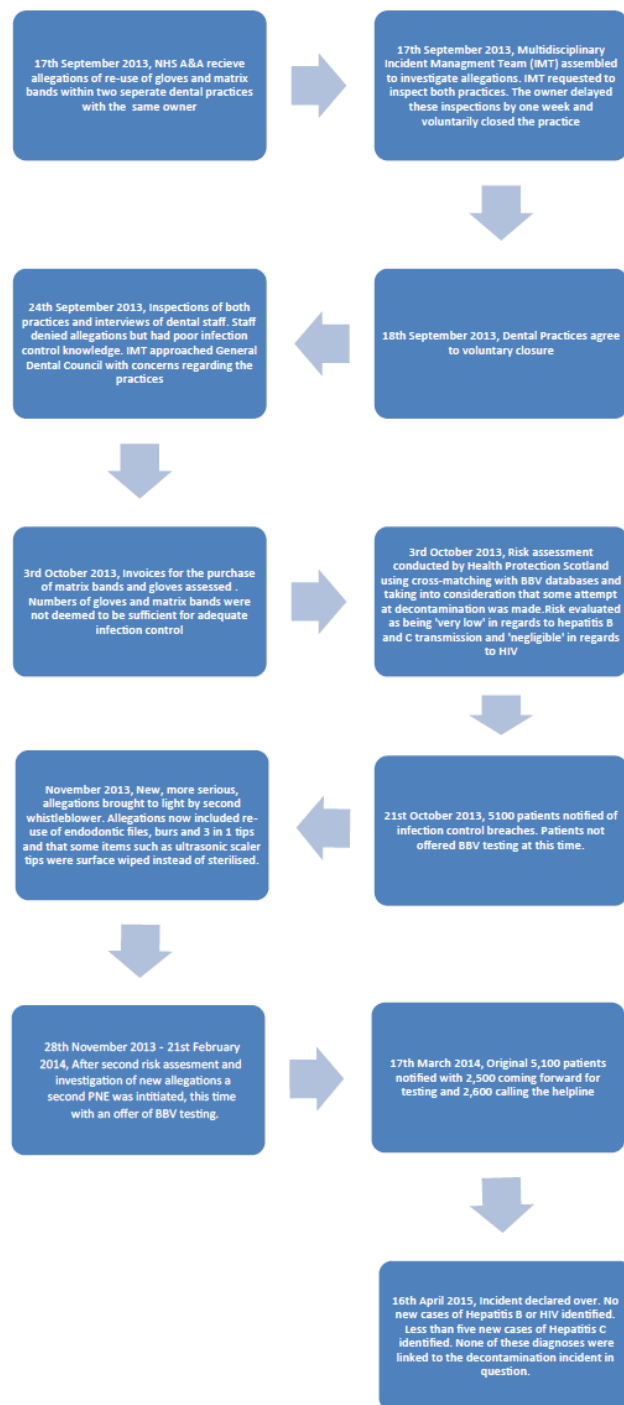 17th September 2013, NHS A&A recieve
allegations of re-use of gloves and matrix
bands within two seperate dental practices
with the same owner
17th September 2013, Multidisciplinary
Incident Managment Team (IMT) assembled
to investigate allegations. IMT requested to
inspect both practices. The owner delayed
these inspections by one week and
voluntarily closed the practice
18th September 2013, Dental Practices agree
to voluntary closure
24th September 2013, Inspections of both
practices and interviews of dental staff. Staff
denied allegations but had poor infection
control knowledge. IMT approached General
Dental Council with concerns regarding the
practices
3rd October 2013, Invoices for the purchase
of matrix bands and gloves assessed .
Numbers of gloves and matrix bands were
not deemed to be sufficient for adequate
infection control
3rd October 2013, Risk assessment
conducted by Health Protection Scotland
using cross-matching with BBV databases and
taking into consideration that some attempt
at decontamination was made.Risk evaluated
as being 'very low' in regards to hepatitis B
and C transmission and 'negligible' in regards
to HIV
21st October 2013, 5100 patients notified of
infection control breaches. Patients not
offered BBV testing at this time.
November 2013, New, more serious,
allegations brought to light by second
whistleblower. Allegations now included re-
use of endodontic files, burs and 3 in 1 tips
and that some items such as ultrasonic scaler
tips were surface wiped instead of sterilised.
28th November 2013 - 21st February
2014, After second risk assesment and
investigation of new allegations a
second PNE was intitiated, this time
with an offer of BBV testing.
17th March 2014, Original 5,100 patients
notified with 2,500 coming forward for
testing and 2,600 calling the helpline
16th April 2015, Incident declared over. No
new cases of Hepatitis B or HIV identified.
Less than five new cases of Hepatitis C
identified. None of these diagnoses were
linked to the decontamination incident in
question.